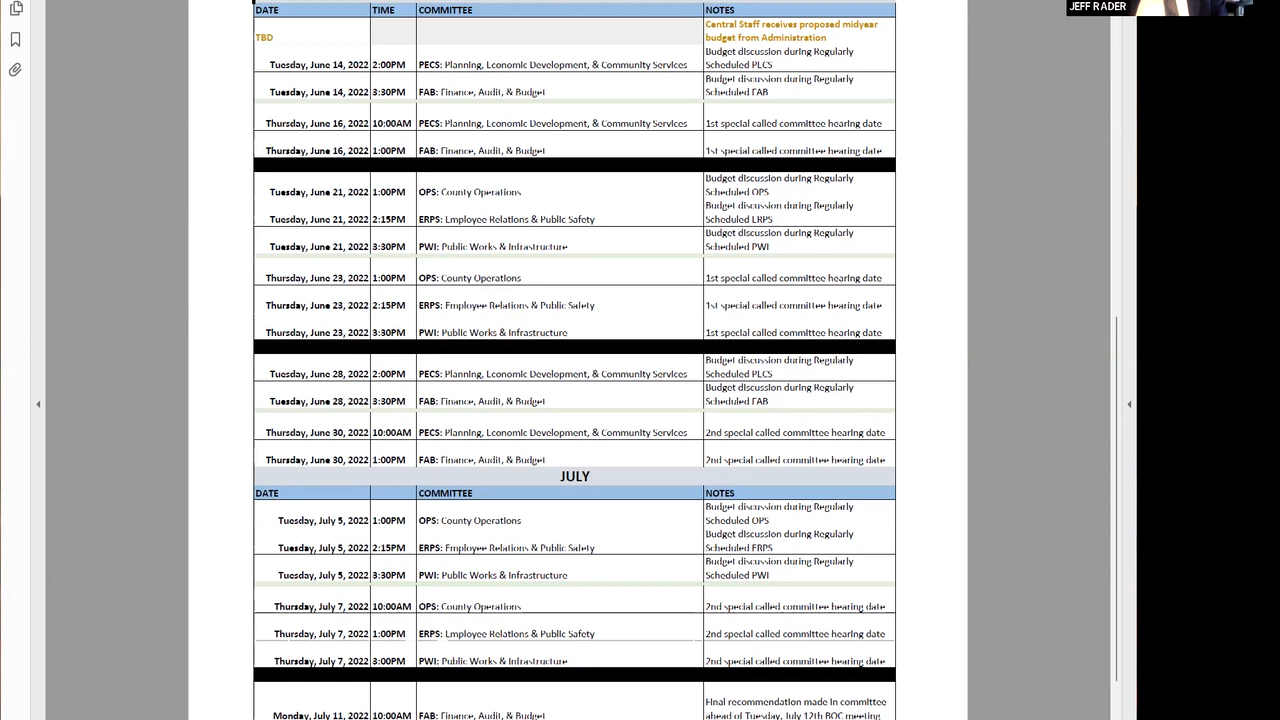 JEFF RADER
DATE TIME COMMITTEE NOTES
TBD Central Staff receives proposed midyear
budget from Administration
Tuesday, June 14, 2022 2:00PM PECS: Planning, Economic Development, & Community Services Budget discussion during Regularly
Scheduled PECS
Tuesday, June 14, 2022 3:30PM FAB: Finance, Audit, & Budget Budget discussion during Regularly
Scheduled FAB
Thursday, June 16, 2022 10:00AM PECS: Planning, Economic Development, & Community Services 1st special called committee hearing date
Thursday, June 16, 2022 1:00PM FAB: Finance, Audit, & Budget 1st special called committee hearing date
Tuesday, June 21, 2022 1:00PM OPS: County Operations Budget discussion during Regularly
Scheduled OPS
Tuesday, June 21, 2022 2:15PM ERPS: Employee Relations & Public Safety Budget discussion during Regularly
Scheduled ERPS
Tuesday, June 21, 2022 3:30PM PWI: Public Works & Infrastructure Budget discussion during Regularly
Scheduled PWI
Thursday, June 23, 2022 1:00PM OPS: County Operations 1st special called committee hearing date
Thursday, June 23, 2022 2:15PM ERPS: Employee Relations & Public Safety 1st special called committee hearing date
Thursday, June 23, 2022 3:30PM PWI: Public Works & Infrastructure 1st special called committee hearing date
Tuesday, June 28, 2022 2:00PM PECS: Planning, Economic Development, & Community Services Budget discussion during Regularly
Scheduled PECS
Tuesday, June 28, 2022 3:30PM FAB: Finance, Audit, & Budget Budget discussion during Regularly
Scheduled FAB
Thursday, June 30, 2022 10:00AM PECS: Planning, Economic Development, & Community Services 2nd special called committee hearing date
Thursday, June 30, 2022 1:00PM FAB: Finance, Audit, & Budget 2nd special called committee hearing date
JULY
DATE COMMITTEE NOTES
Tuesday, July 5, 2022 1:00PM OPS: County Operations Budget discussion during Regularly
Scheduled OPS
Tuesday, July 5, 2022 2:15PM ERPS: Employee Relations & Public Safety Budget discussion during Regularly
Scheduled ERPS
Tuesday, July 5, 2022 3:30PM PWI: Public Works & Infrastructure Budget discussion during Regularly
Scheduled PWI
Thursday, July 7, 2022 10:00AM OPS: County Operations 2nd special called committee hearing date
Thursday, July 7, 2022 1:00PM ERPS: Employee Relations & Public Safety 2nd special called committee hearing date
Thursday, July 7, 2022 3:00PM PWI: Public Works & Infrastructure 2nd special called committee hearing date
Monday, July 11, 2022 10:00AM FAB: Finance, Audit, & Budget Final recommendation made in committee
ahead of Tuesday, July 12th BOC meeting